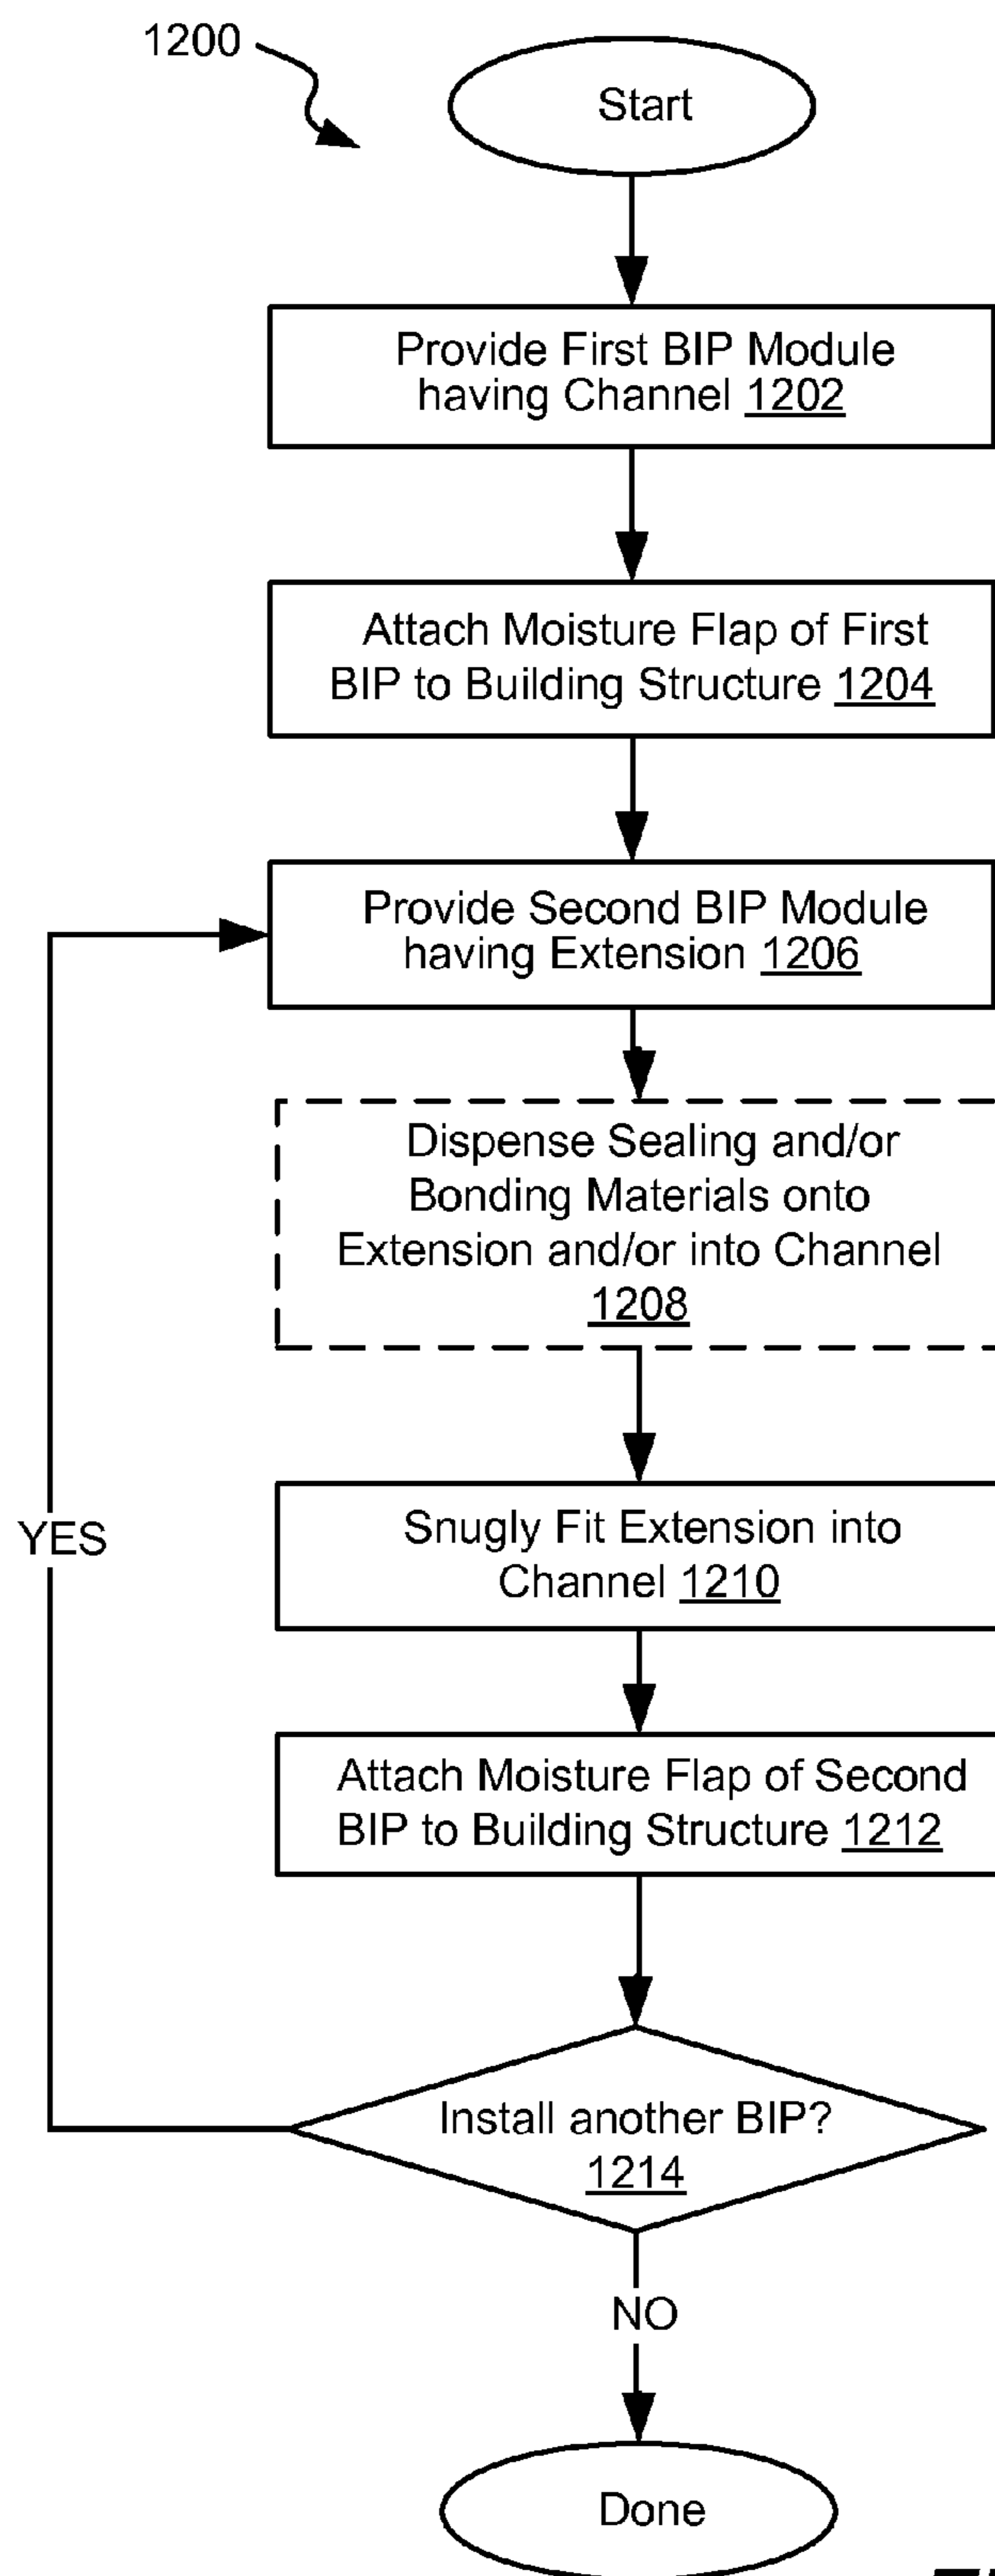 1200
Start
Provide First BIP Module
having Channel 1202
Attach Moisture Flap of First
BIP to Building Structure 1204
Provide Second BIP Module
having Extension 1206
Dispense Sealing and/or
Bonding Materials onto
Extension and/or into Channel
1208
Snugly Fit Extension into
Channel 1210
YES
Attach Moisture Flap of Second
BIP to Building Structure 1212
Install another BIP?
1214
NO
Done